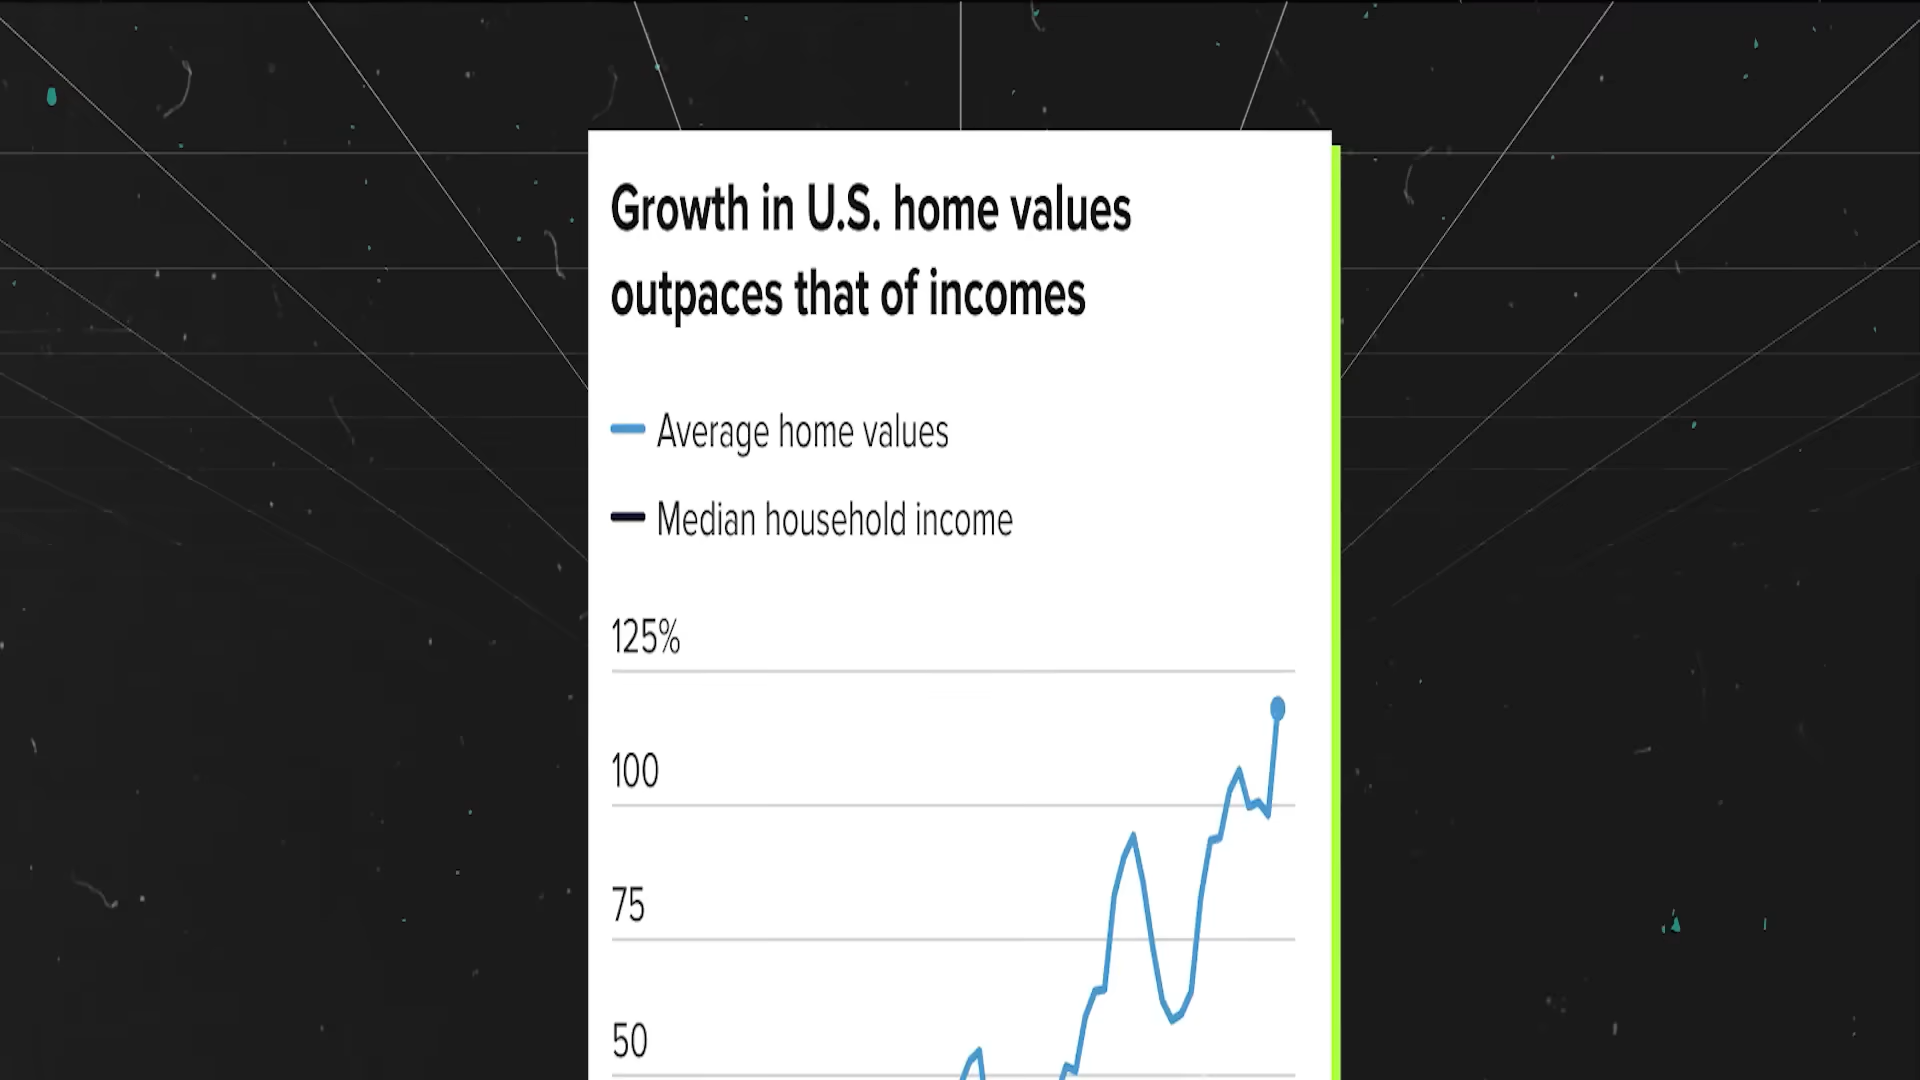 Growth in U.S. home values
outpaces that of incomes
Average home values
Median household income
125%
100
75
50